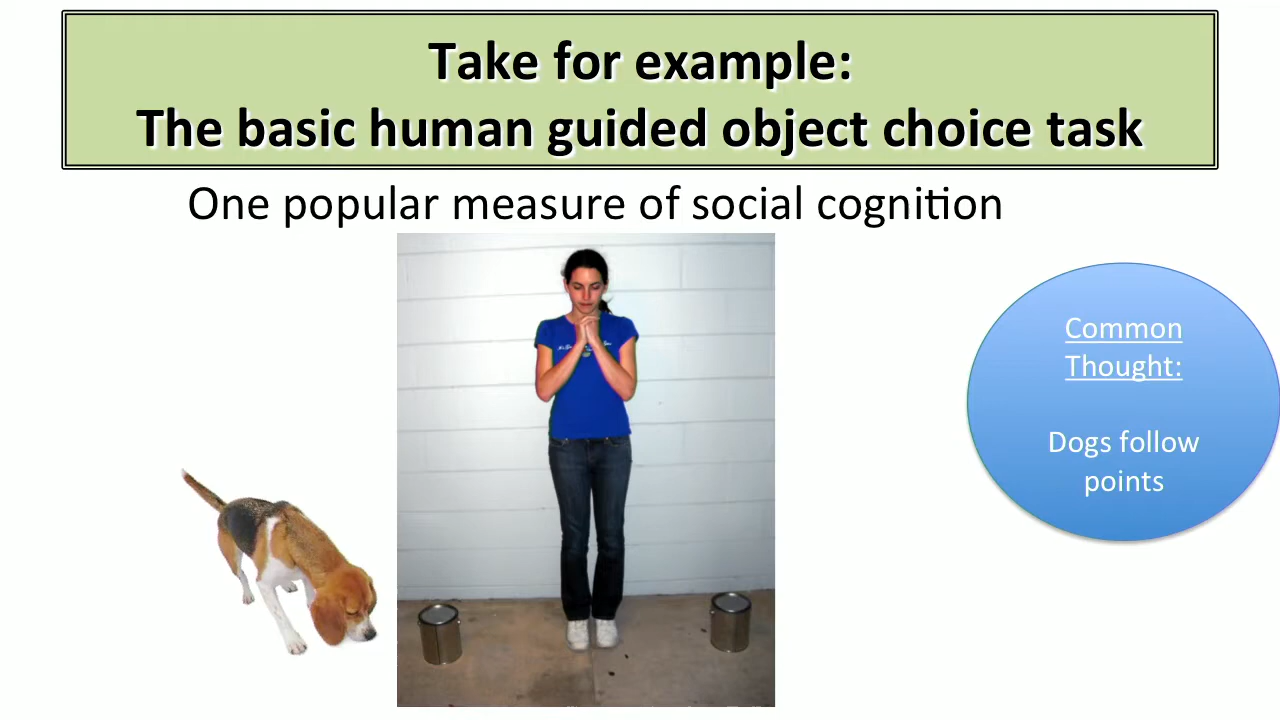 Take for example:
The basic human guided object choice task
One popular measure of social cognition
Common
Thought:
Dogs follow
points